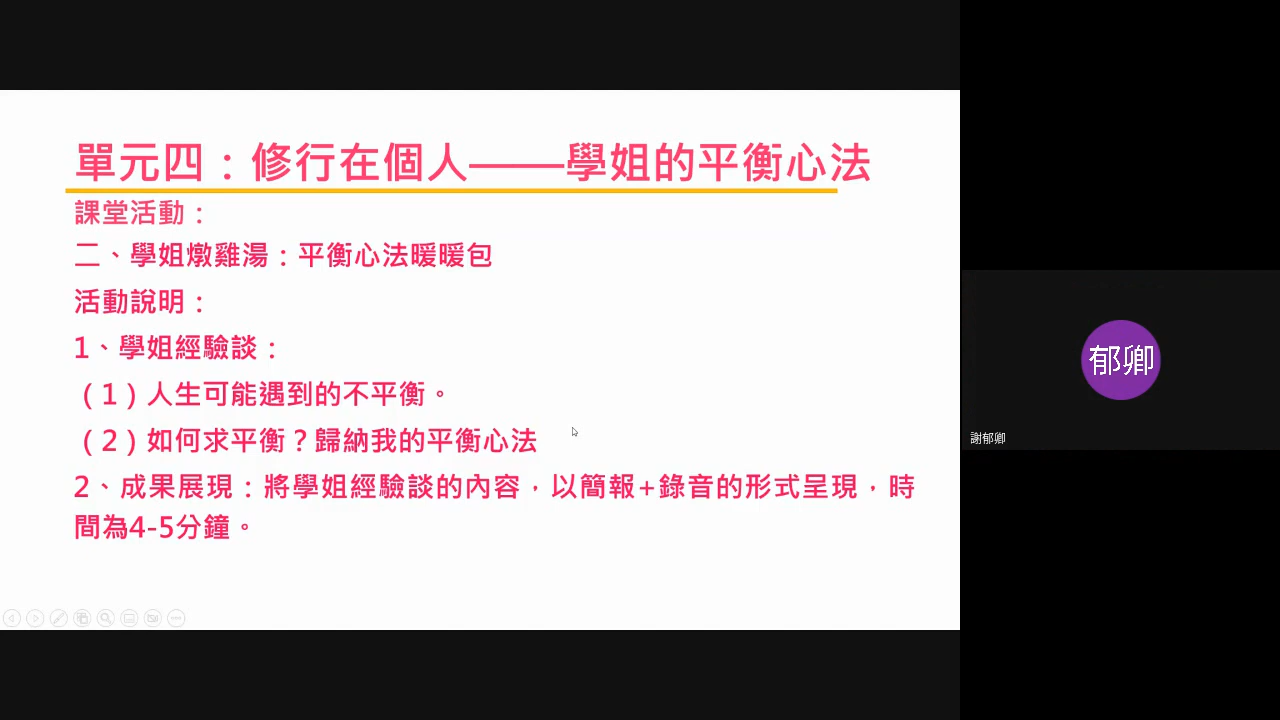 單元四：修行在個人——學姐的平衡心法
課堂活動：
二、學姐燉雞湯：平衡心法暖暖包
活動說明：
1、學姐經驗談：
（1）人生可能遇到的不平衡。
（2）如何求平衡？歸納我的平衡心法
2、成果展現：將學姐經驗談的內容，以簡報+錄音的形式呈現，時
間為4-5分鐘。
郁卿
謝郁卿